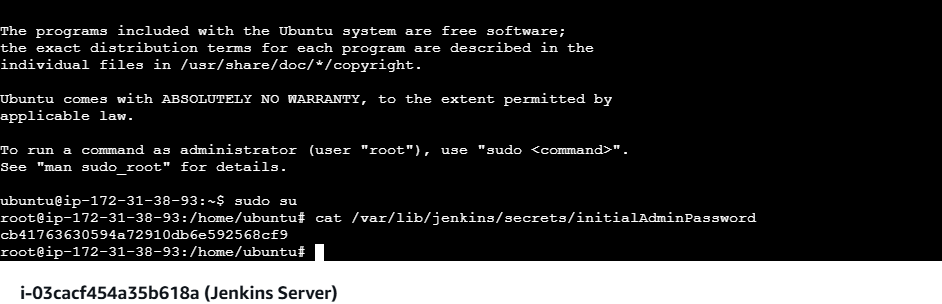 The programs included with the Ubuntu system are free software;
the exact distribution terms for each program are described in the
individual files in /usr/share/doc/*/copyright.
Ubuntu comes with ABSOLUTELY NO WARRANTY, to the extent permitted by
applicable law.
To run a command as administrator (user "root"), use "sudo <command>".
See "man sudo_root" for details.
ubuntu@ip-172-31-38-93:~$ sudo su
root@ip-172-31-38-93:/home/ubuntu# cat /var/lib/jenkins/secrets/initialAdminPassword
cb41763630594a72910db6e592568cf9
root@ip-172-31-38-93:/home/ubuntu#
i-03cacf454a35b618a (Jenkins Server)